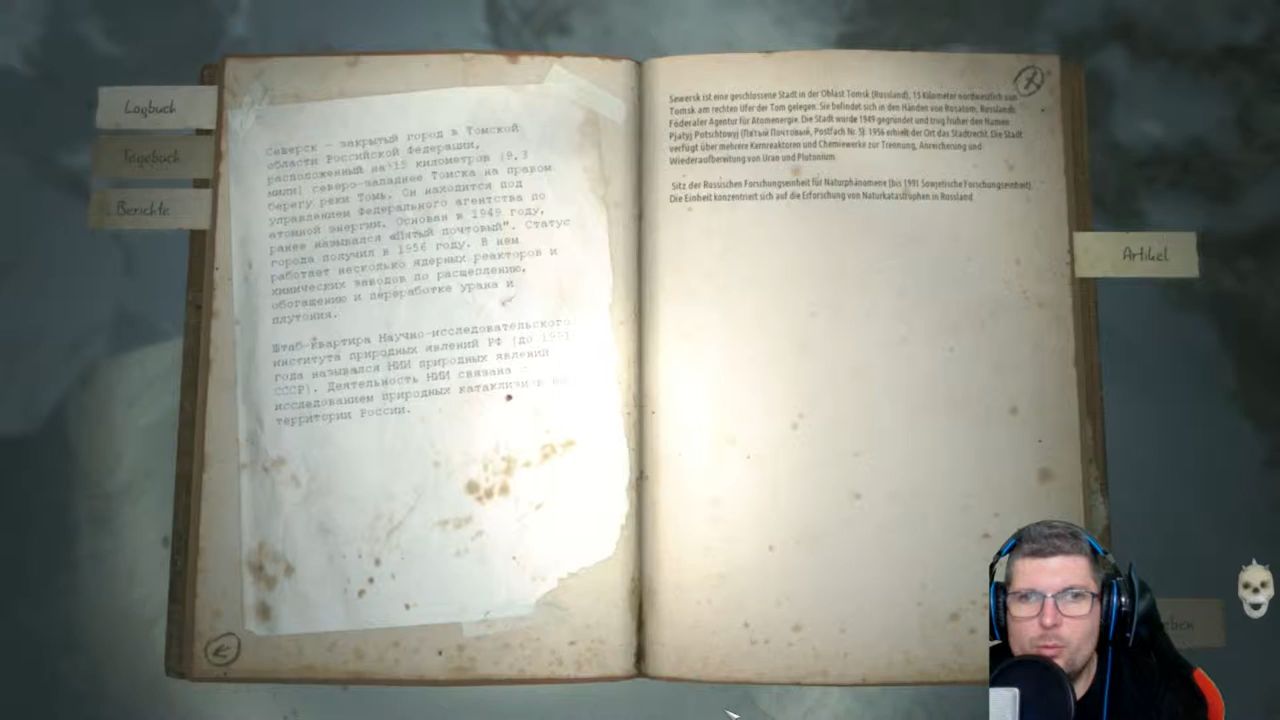 Logbuch
Tagebuch
Berichte
Северск – закрытый город в Томской
области Российской Федерации,
расположенный на 15 километров (9,3
мили) северо-западнее Томска на правом
берегу реки Томь. Он находится под
управлением Федерального агентства по
атомной энергии. Основан в 1949 году,
ранее назывался «Пятый почтовый". Статус
города получил в 1956 году. В нем
работает несколько ядерных реакторов и
химических заводов по расщеплению,
обогащению и переработке урана и
плутония.
Штаб-квартира Научно-исследовательского
института природных явлений РФ (до 1991
года назывался НИИ природных явлений
СССР). Деятельность НИИ связана с
исследованием природных катаклизмов на
территории России.
Sewersk ist eine geschlossene Stadt in der Oblast Tomsk (Russland), 15 Kilometer nordwestlich von
Tomsk am rechten Ufer der Tom gelegen. Sie befindet sich in den Händen von Rosatom, Russlands
Föderaler Agentur für Atomenergie. Die Stadt wurde 1949 gegründet und trug früher den Namen
Pjatyj Potschtowyj (Пятый Почтовый, Postfach Nr. 5). 1956 erhielt der Ort das Stadtrecht. Die Stadt
verfügt über mehrere Kernreaktoren und Chemiewerke zur Trennung, Anreicherung und
Wiederaufbereitung von Uran und Plutonium.
Sitz der Russischen Forschungseinheit für Naturphänomene (bis 1991 Sowjetische Forschungseinheit).
Die Einheit konzentriert sich auf die Erforschung von Naturkatastrophen in Russland
Artikel